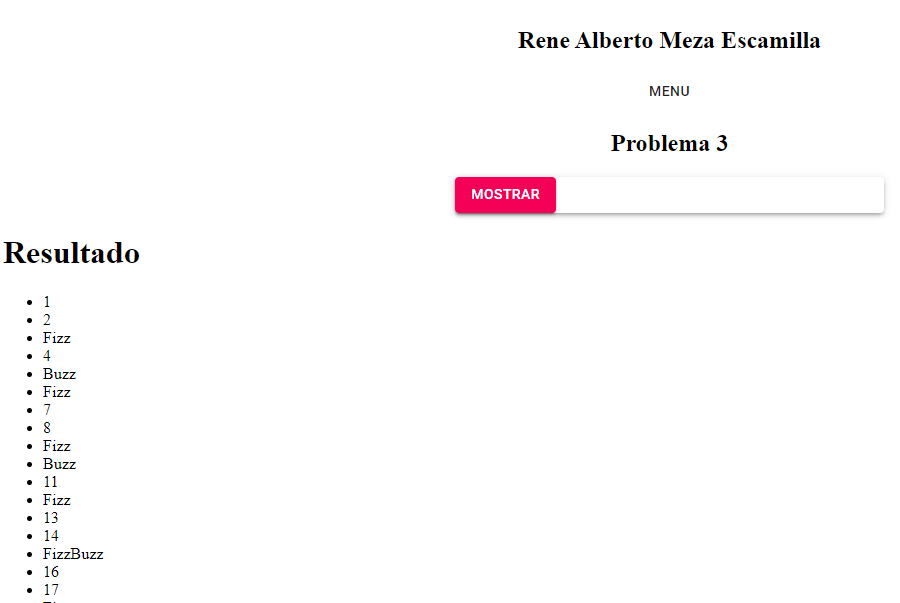 Rene Alberto Meza Escamilla
MENU
Problema 3
MOSTRAR
Resultado
1
2
Fizz
4
Buzz
Fizz
7
8
Fizz
Buzz
11
Fizz
13
14
FizzBuzz
16
17